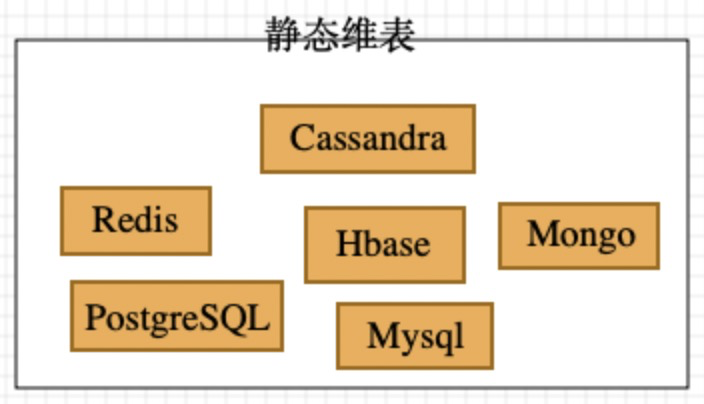 静态维表
Cassandra
Redis
Hbase
Mongo
PostgreSQL
Mysql